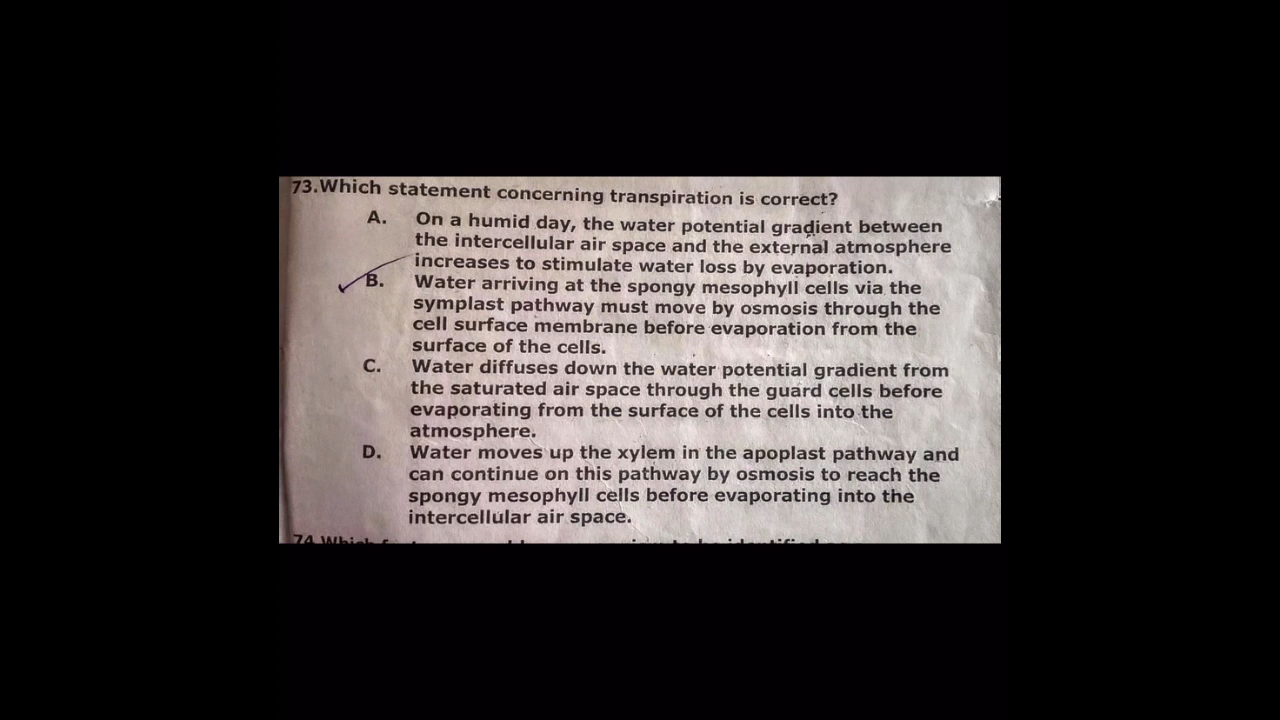 73.Which statement concerning transpiration is correct?
A. On a humid day, the water potential gradient between
the intercellular air space and the external atmosphere
increases to stimulate water loss by evaporation.
B. Water arriving at the spongy mesophyll cells via the
symplast pathway must move by osmosis through the
cell surface membrane before evaporation from the
surface of the cells.
C. Water diffuses down the water potential gradient from
the saturated air space through the guard cells before
evaporating from the surface of the cells into the
atmosphere.
D. Water moves up the xylem in the apoplast pathway and
can continue on this pathway by osmosis to reach the
spongy mesophyll cells before evaporating into the
intercellular air space.
74 Which